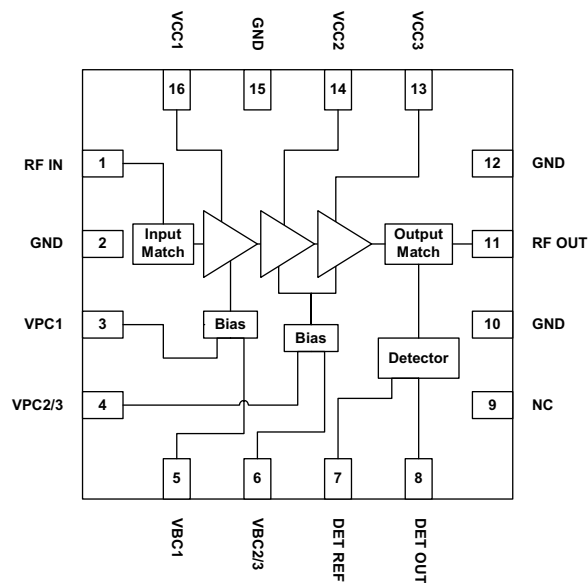 VCC1
GND
VCC2
VCC3
16
15
14
13
RF IN
1
12
GND
GND
2
Input
Match
Output
Match
11
RF OUT
VPC1
3
Bias
Bias
10
GND
Detector
VPC2/3
4
9
NC
5
6
7
8
VBC1
VBC2/3
DET REF
DET OUT